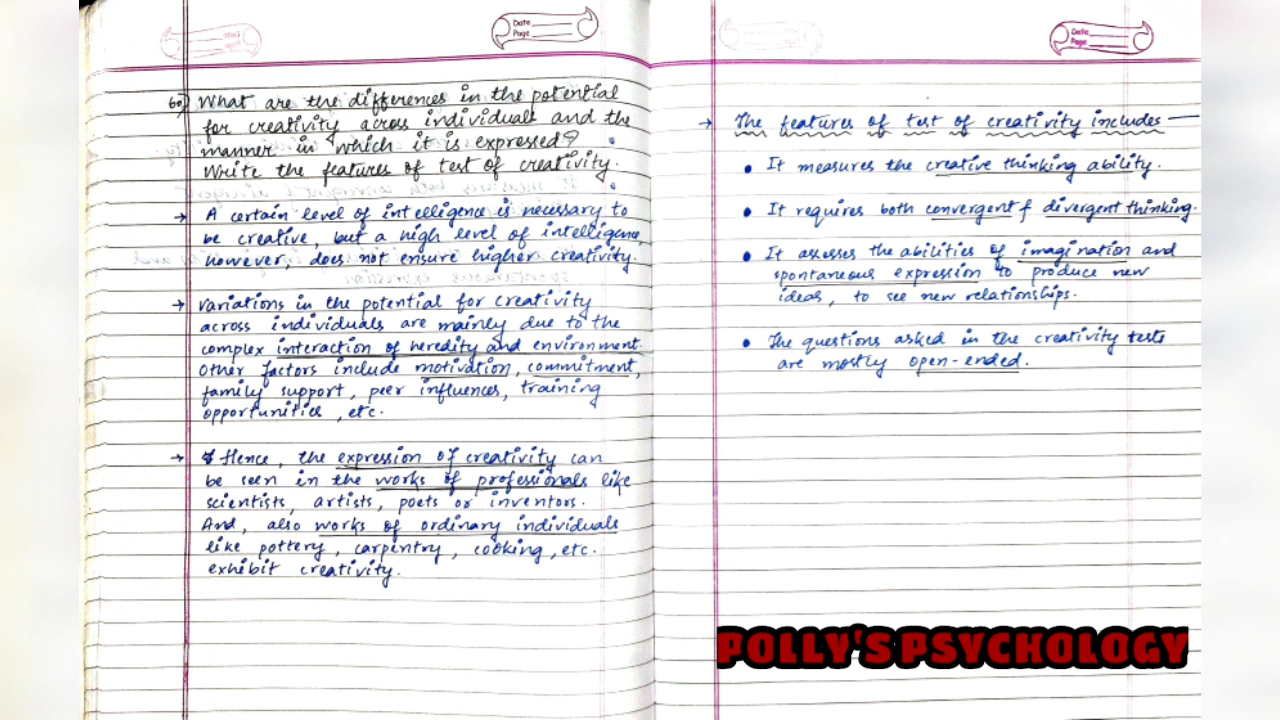 Date
Page
60) What are the differences in the potential
for creativity across individuals and the
manner in which it is expressed?
Write the features of test of creativity.
→ A certain level of intelligence is necessary to
be creative, but a high level of intelligence,
however, does not ensure higher creativity.
→ Variations in the potential for creativity
across individuals are mainly due to the
complex interaction of heredity and environment.
Other factors include motivation, commitment,
family support, peer influences, training
opportunities, etc.
→ Hence, the expression of creativity can
be seen in the works of professionals like
scientists, artists, poets or inventors.
And, also works of ordinary individuals
like pottery, carpentry, cooking, etc.
exhibit creativity.
Date
Page
→ The features of test of creativity includes —
• It measures the creative thinking ability.
• It requires both convergent & divergent thinking.
• It assesses the abilities of imagination and
spontaneous expression to produce new
ideas, to see new relationships.
• The questions asked in the creativity tests
are mostly open-ended.
POLLY'S PSYCHOLOGY